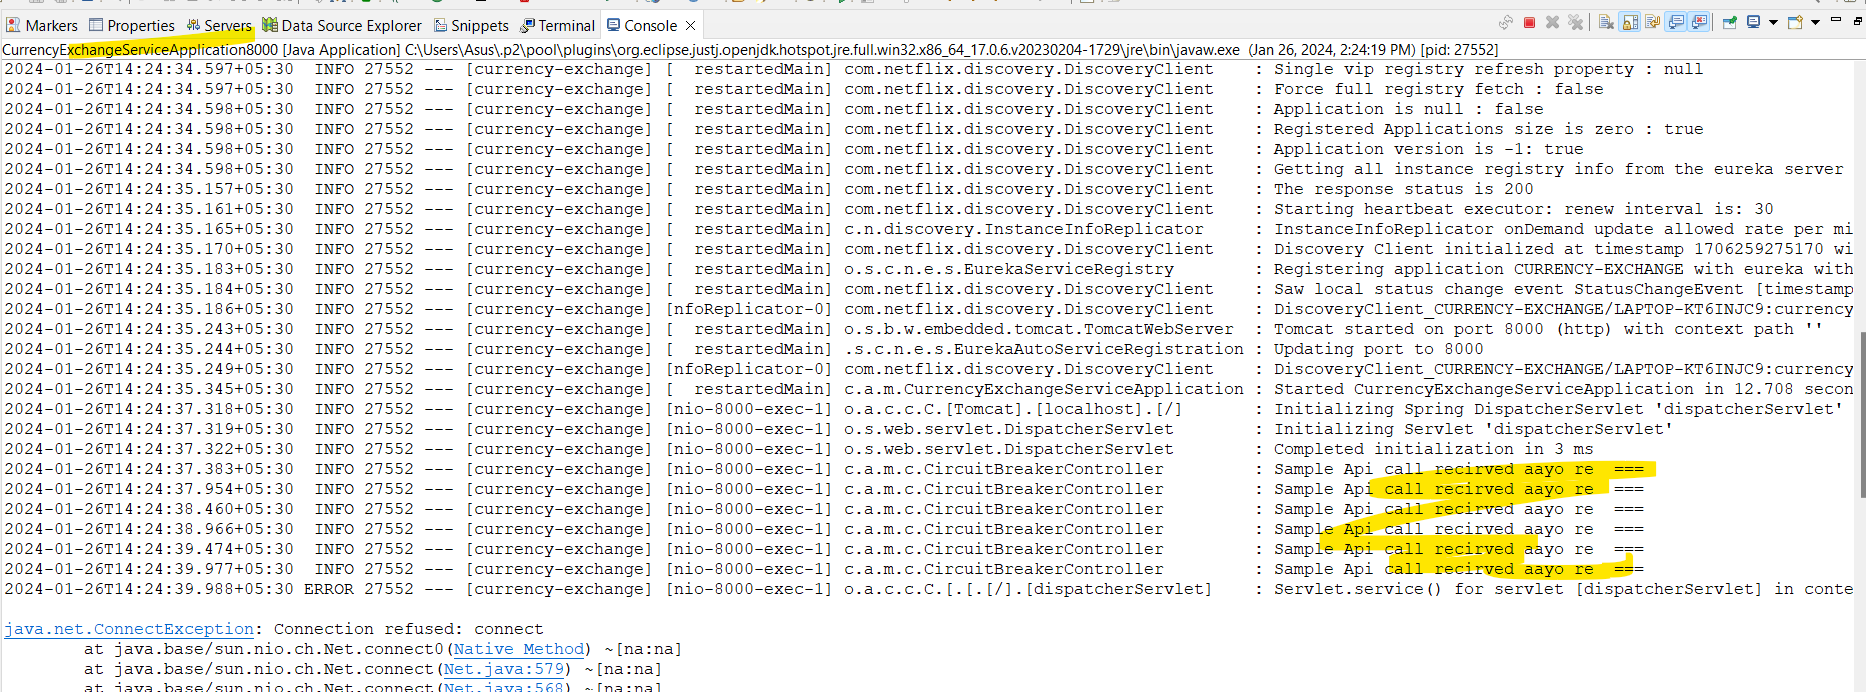 Markers Properties Servers Data Source Explorer Snippets Terminal Console
CurrencyExchangeServiceApplication8000 [Java Application] C:\Users\Asus\.p2\pool\plugins\org.eclipse.justj.openjdk.hotspot.jre.full.win32.x86_64_17.0.6.v20230204-1729\jre\bin\javaw.exe (Jan 26, 2024, 2:24:19 PM) [pid: 27552]
2024-01-26T14:24:34.597+05:30  INFO 27552 --- [currency-exchange] [  restartedMain] com.netflix.discovery.DiscoveryClient    : Single vip registry refresh property : null
2024-01-26T14:24:34.597+05:30  INFO 27552 --- [currency-exchange] [  restartedMain] com.netflix.discovery.DiscoveryClient    : Force full registry fetch : false
2024-01-26T14:24:34.598+05:30  INFO 27552 --- [currency-exchange] [  restartedMain] com.netflix.discovery.DiscoveryClient    : Application is null : false
2024-01-26T14:24:34.598+05:30  INFO 27552 --- [currency-exchange] [  restartedMain] com.netflix.discovery.DiscoveryClient    : Registered Applications size is zero : true
2024-01-26T14:24:34.598+05:30  INFO 27552 --- [currency-exchange] [  restartedMain] com.netflix.discovery.DiscoveryClient    : Application version is -1: true
2024-01-26T14:24:34.598+05:30  INFO 27552 --- [currency-exchange] [  restartedMain] com.netflix.discovery.DiscoveryClient    : Getting all instance registry info from the eureka server
2024-01-26T14:24:35.157+05:30  INFO 27552 --- [currency-exchange] [  restartedMain] com.netflix.discovery.DiscoveryClient    : The response status is 200
2024-01-26T14:24:35.161+05:30  INFO 27552 --- [currency-exchange] [  restartedMain] com.netflix.discovery.DiscoveryClient    : Starting heartbeat executor: renew interval is: 30
2024-01-26T14:24:35.165+05:30  INFO 27552 --- [currency-exchange] [  restartedMain] c.n.discovery.InstanceInfoReplicator     : InstanceInfoReplicator onDemand update allowed rate per mi
2024-01-26T14:24:35.170+05:30  INFO 27552 --- [currency-exchange] [  restartedMain] com.netflix.discovery.DiscoveryClient    : Discovery Client initialized at timestamp 1706259275170 wi
2024-01-26T14:24:35.183+05:30  INFO 27552 --- [currency-exchange] [  restartedMain] o.s.c.n.e.s.EurekaServiceRegistry        : Registering application CURRENCY-EXCHANGE with eureka with
2024-01-26T14:24:35.184+05:30  INFO 27552 --- [currency-exchange] [  restartedMain] com.netflix.discovery.DiscoveryClient    : Saw local status change event StatusChangeEvent [timestamp
2024-01-26T14:24:35.186+05:30  INFO 27552 --- [currency-exchange] [nfoReplicator-0] com.netflix.discovery.DiscoveryClient    : DiscoveryClient_CURRENCY-EXCHANGE/LAPTOP-KT6INJC9:currency
2024-01-26T14:24:35.243+05:30  INFO 27552 --- [currency-exchange] [  restartedMain] o.s.b.w.embedded.tomcat.TomcatWebServer  : Tomcat started on port 8000 (http) with context path ''
2024-01-26T14:24:35.244+05:30  INFO 27552 --- [currency-exchange] [  restartedMain] .s.c.n.e.s.EurekaAutoServiceRegistration : Updating port to 8000
2024-01-26T14:24:35.249+05:30  INFO 27552 --- [currency-exchange] [nfoReplicator-0] com.netflix.discovery.DiscoveryClient    : DiscoveryClient_CURRENCY-EXCHANGE/LAPTOP-KT6INJC9:currency
2024-01-26T14:24:35.345+05:30  INFO 27552 --- [currency-exchange] [  restartedMain] c.a.m.CurrencyExchangeServiceApplication : Started CurrencyExchangeServiceApplication in 12.708 secon
2024-01-26T14:24:37.318+05:30  INFO 27552 --- [currency-exchange] [nio-8000-exec-1] o.a.c.c.C.[Tomcat].[localhost].[/]       : Initializing Spring DispatcherServlet 'dispatcherServlet'
2024-01-26T14:24:37.319+05:30  INFO 27552 --- [currency-exchange] [nio-8000-exec-1] o.s.web.servlet.DispatcherServlet        : Initializing Servlet 'dispatcherServlet'
2024-01-26T14:24:37.322+05:30  INFO 27552 --- [currency-exchange] [nio-8000-exec-1] o.s.web.servlet.DispatcherServlet        : Completed initialization in 3 ms
2024-01-26T14:24:37.383+05:30  INFO 27552 --- [currency-exchange] [nio-8000-exec-1] c.a.m.c.CircuitBreakerController         : Sample Api call recirved aayo re  ===
2024-01-26T14:24:37.954+05:30  INFO 27552 --- [currency-exchange] [nio-8000-exec-1] c.a.m.c.CircuitBreakerController         : Sample Api call recirved aayo re  ===
2024-01-26T14:24:38.460+05:30  INFO 27552 --- [currency-exchange] [nio-8000-exec-1] c.a.m.c.CircuitBreakerController         : Sample Api call recirved aayo re  ===
2024-01-26T14:24:38.966+05:30  INFO 27552 --- [currency-exchange] [nio-8000-exec-1] c.a.m.c.CircuitBreakerController         : Sample Api call recirved aayo re  ===
2024-01-26T14:24:39.474+05:30  INFO 27552 --- [currency-exchange] [nio-8000-exec-1] c.a.m.c.CircuitBreakerController         : Sample Api call recirved aayo re  ===
2024-01-26T14:24:39.977+05:30  INFO 27552 --- [currency-exchange] [nio-8000-exec-1] c.a.m.c.CircuitBreakerController         : Sample Api call recirved aayo re  ===
2024-01-26T14:24:39.988+05:30 ERROR 27552 --- [currency-exchange] [nio-8000-exec-1] o.a.c.c.C.[.[.[/].[dispatcherServlet]    : Servlet.service() for servlet [dispatcherServlet] in conte
java.net.ConnectException: Connection refused: connect
at java.base/sun.nio.ch.Net.connect0(Native Method) ~[na:na]
at java.base/sun.nio.ch.Net.connect(Net.java:579) ~[na:na]
at java.base/sun.nio.ch.Net.connect(Net.java:568) ~[na:na]